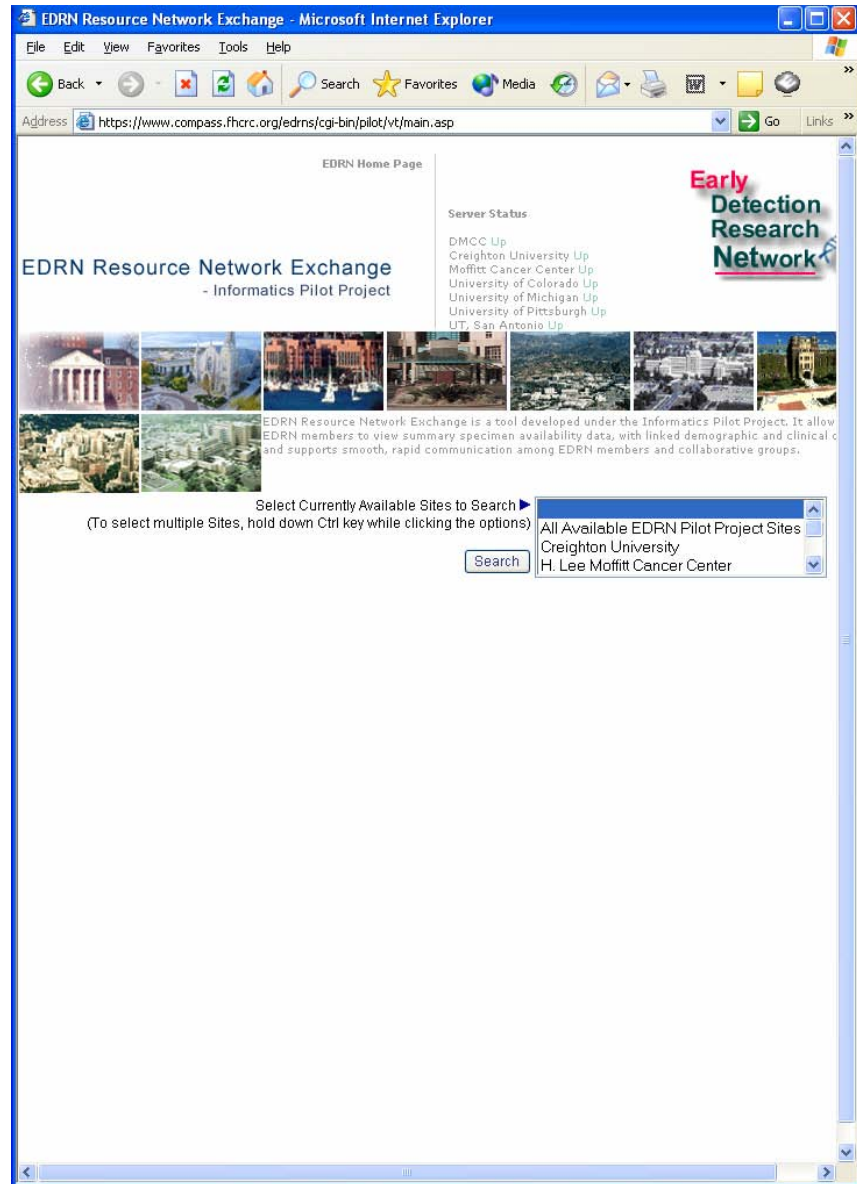 EDRN Resource Network Exchange - Microsoft Internet Explorer
File Edit View Favorites Tools Help
Back Search Favorites Media »
Address https://www.compass.fhcrc.org/edrns/cgi-bin/pilot/vt/main.asp Go Links »
EDRN Home Page
Early
Detection
Research
Network
Server Status
DMCC Up
Creighton University Up
Moffitt Cancer Center Up
University of Colorado Up
University of Michigan Up
University of Pittsburgh Up
UT, San Antonio Up
EDRN Resource Network Exchange
- Informatics Pilot Project
EDRN Resource Network Exchange is a tool developed under the Informatics Pilot Project. It allow
EDRN members to view summary specimen availability data, with linked demographic and clinical
and supports smooth, rapid communication among EDRN members and collaborative groups.
Select Currently Available Sites to Search
(To select multiple Sites, hold down Ctrl key while clicking the options)
All Available EDRN Pilot Project Sites
Creighton University
H. Lee Moffitt Cancer Center
Search